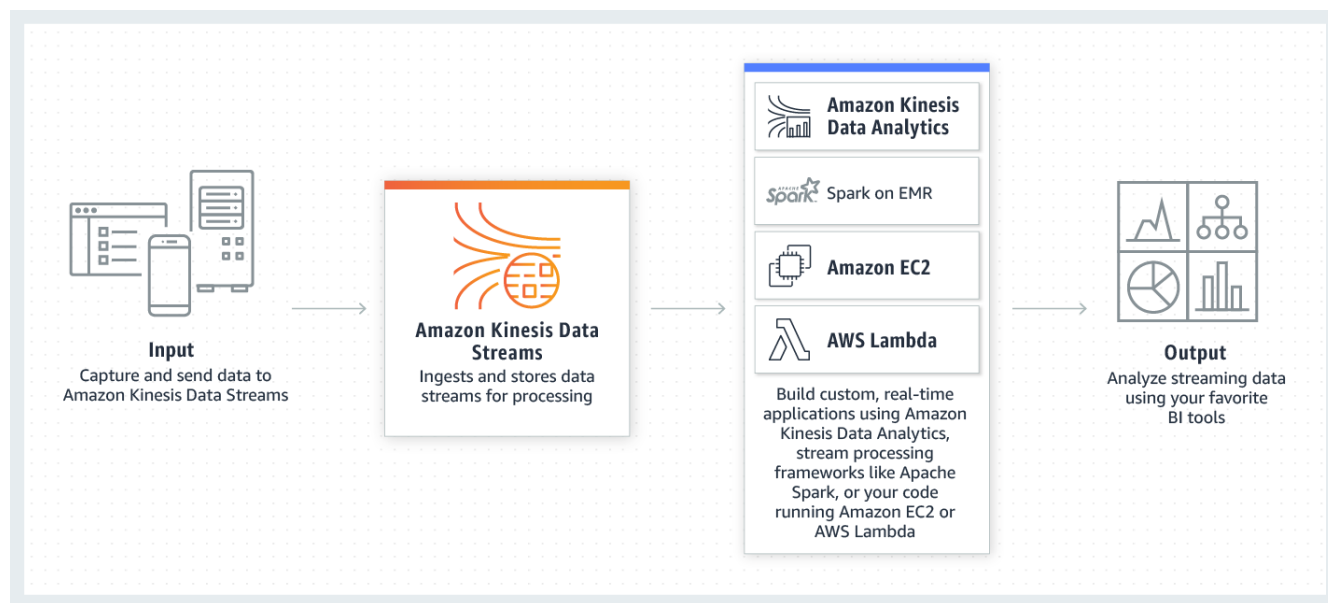 Input
Capture and send data to
Amazon Kinesis Data Streams
Amazon Kinesis Data
Streams
Ingests and stores data
streams for processing
Amazon Kinesis
Data Analytics
APACHE
Spark
Spark on EMR
Amazon EC2
AWS Lambda
Build custom, real-time
applications using Amazon
Kinesis Data Analytics,
stream processing
frameworks like Apache
Spark, or your code
running Amazon EC2 or
AWS Lambda
Output
Analyze streaming data
using your favorite
BI tools